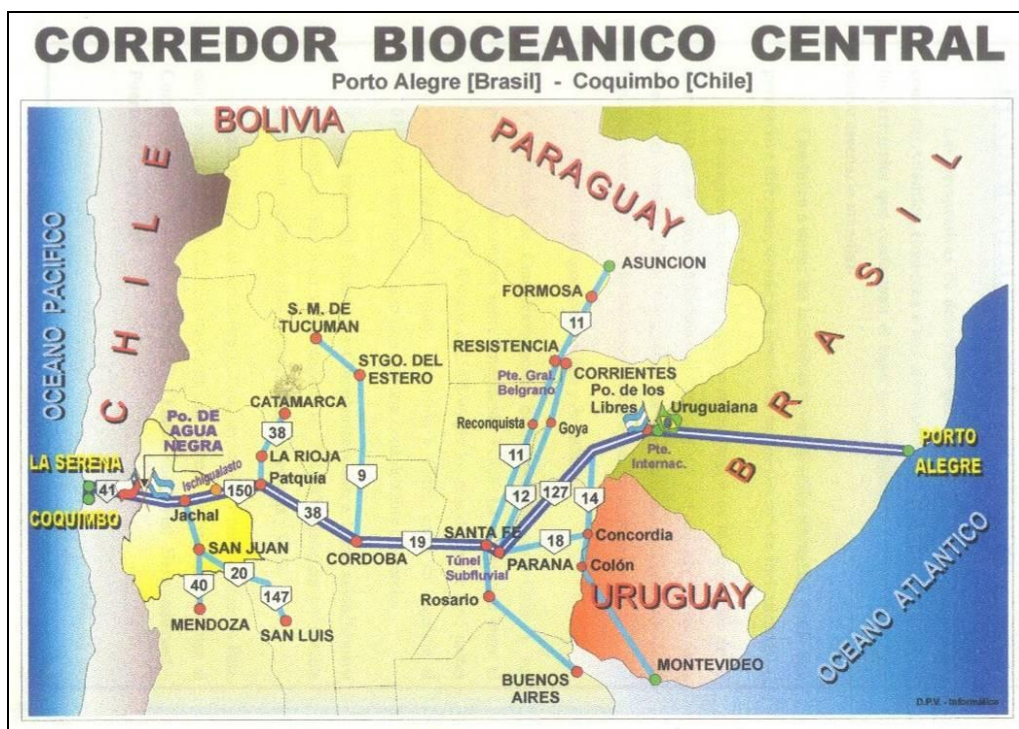 CORREDOR BIOCEANICO CENTRAL
Porto Alegre [Brasil] - Coquimbo [Chile]
BOLIVIA
PARAGUAY
CHILE
BRASIL
OCEANO PACIFICO
ASUNCION
FORMOSA
11
S. M. DE
TUCUMAN
STGO. DEL
ESTERO
RESISTENCIA
Pte. Gral.
Belgrano
CORRIENTES
Po. de los
Libres
Uruguaiana
CATAMARCA
Po. DE
AGUA
NEGRA
38
Reconquista
Goya
Pte.
Internac.
PORTO
ALEGRE
LA SERENA
LA RIOJA
Ischigualasto
Patquía
9
11
41
150
12
127
14
COQUIMBO
Jachal
38
CORDOBA
19
SANTA FE
18
Concordia
Túnel
Subfluvial
PARANA
SAN JUAN
Colón
20
40
147
Rosario
URUGUAY
MENDOZA
SAN LUIS
OCEANO ATLANTICO
BUENOS
AIRES
MONTEVIDEO
D.P.V. - Informática